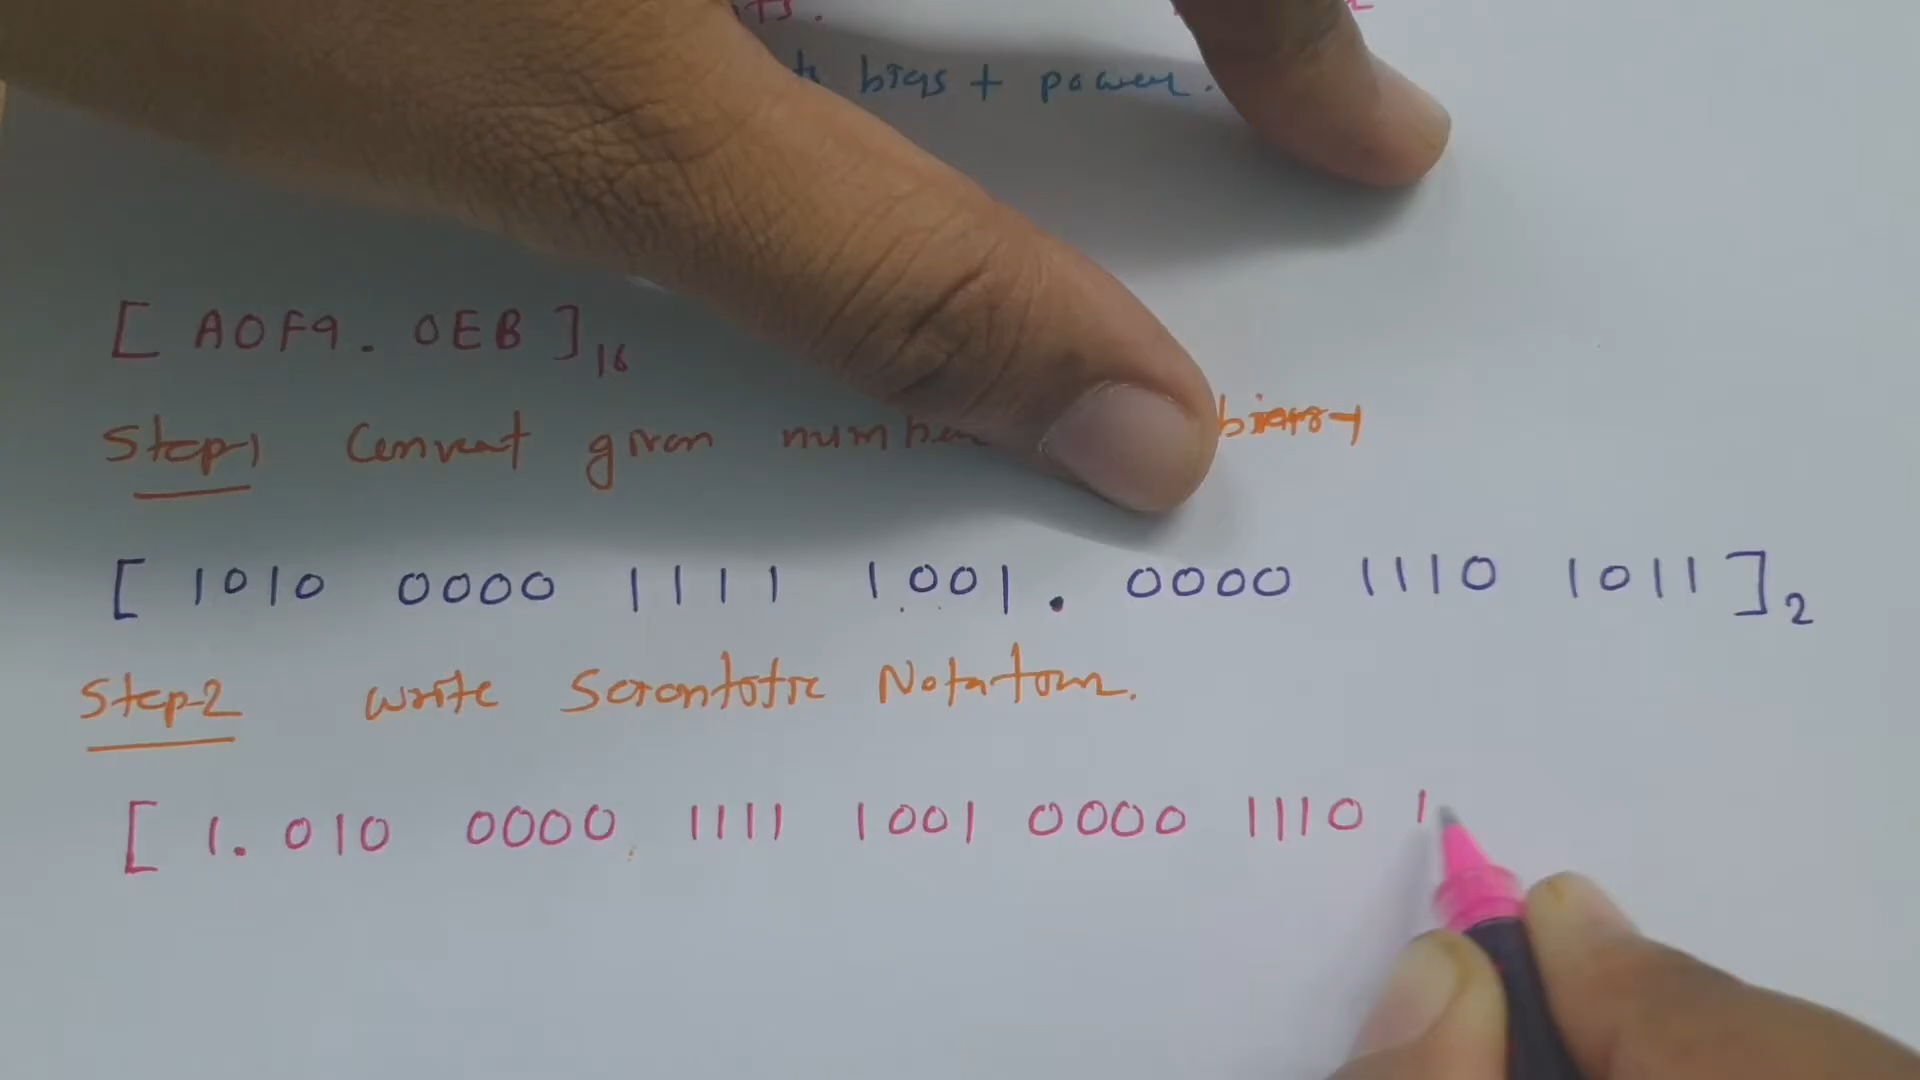 bias + power.
[ A0F9 . 0EB ]16
Step-1 Convert given number binary
[ 1010 0000 1111 1001 . 0000 1110 1011 ]2
Step-2 write Scientific Notation.
[ 1. 010 0000 1111 1001 0000 1110 1